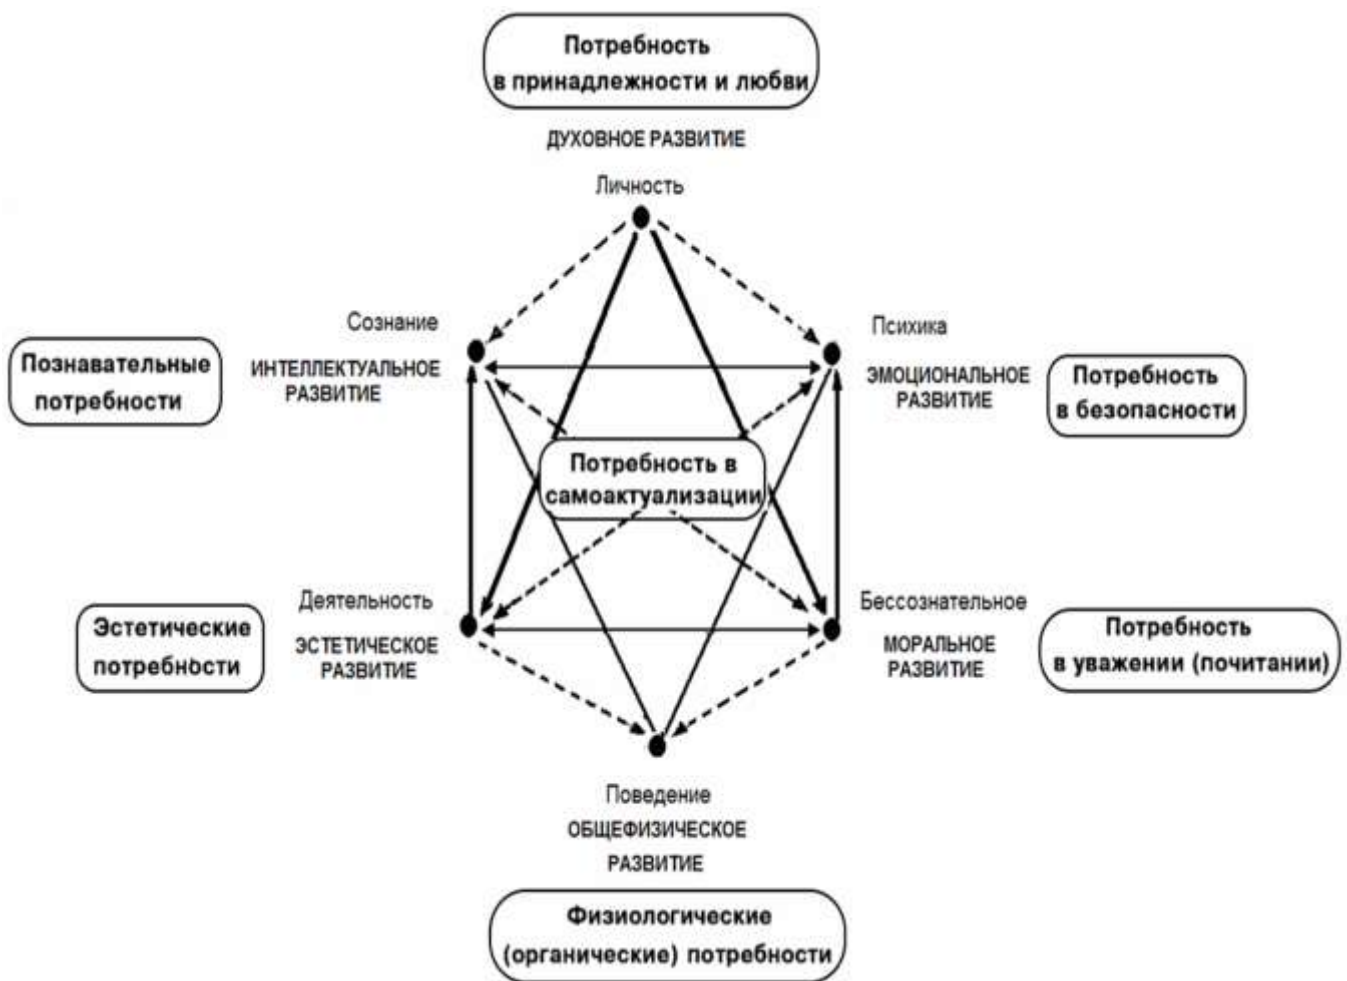 Потребность
в принадлежности и любви
ДУХОВНОЕ РАЗВИТИЕ
Личность
Сознание
Психика
Познавательные
потребности
ИНТЕЛЛЕКТУАЛЬНОЕ
РАЗВИТИЕ
ЭМОЦИОНАЛЬНОЕ
РАЗВИТИЕ
Потребность
в безопасности
Потребность в
самоактуализации
Деятельность
Бессознательное
Эстетические
потребности
ЭСТЕТИЧЕСКОЕ
РАЗВИТИЕ
МОРАЛЬНОЕ
РАЗВИТИЕ
Потребность
в уважении (почитании)
Поведение
ОБЩЕФИЗИЧЕСКОЕ
РАЗВИТИЕ
Физиологические
(органические) потребности